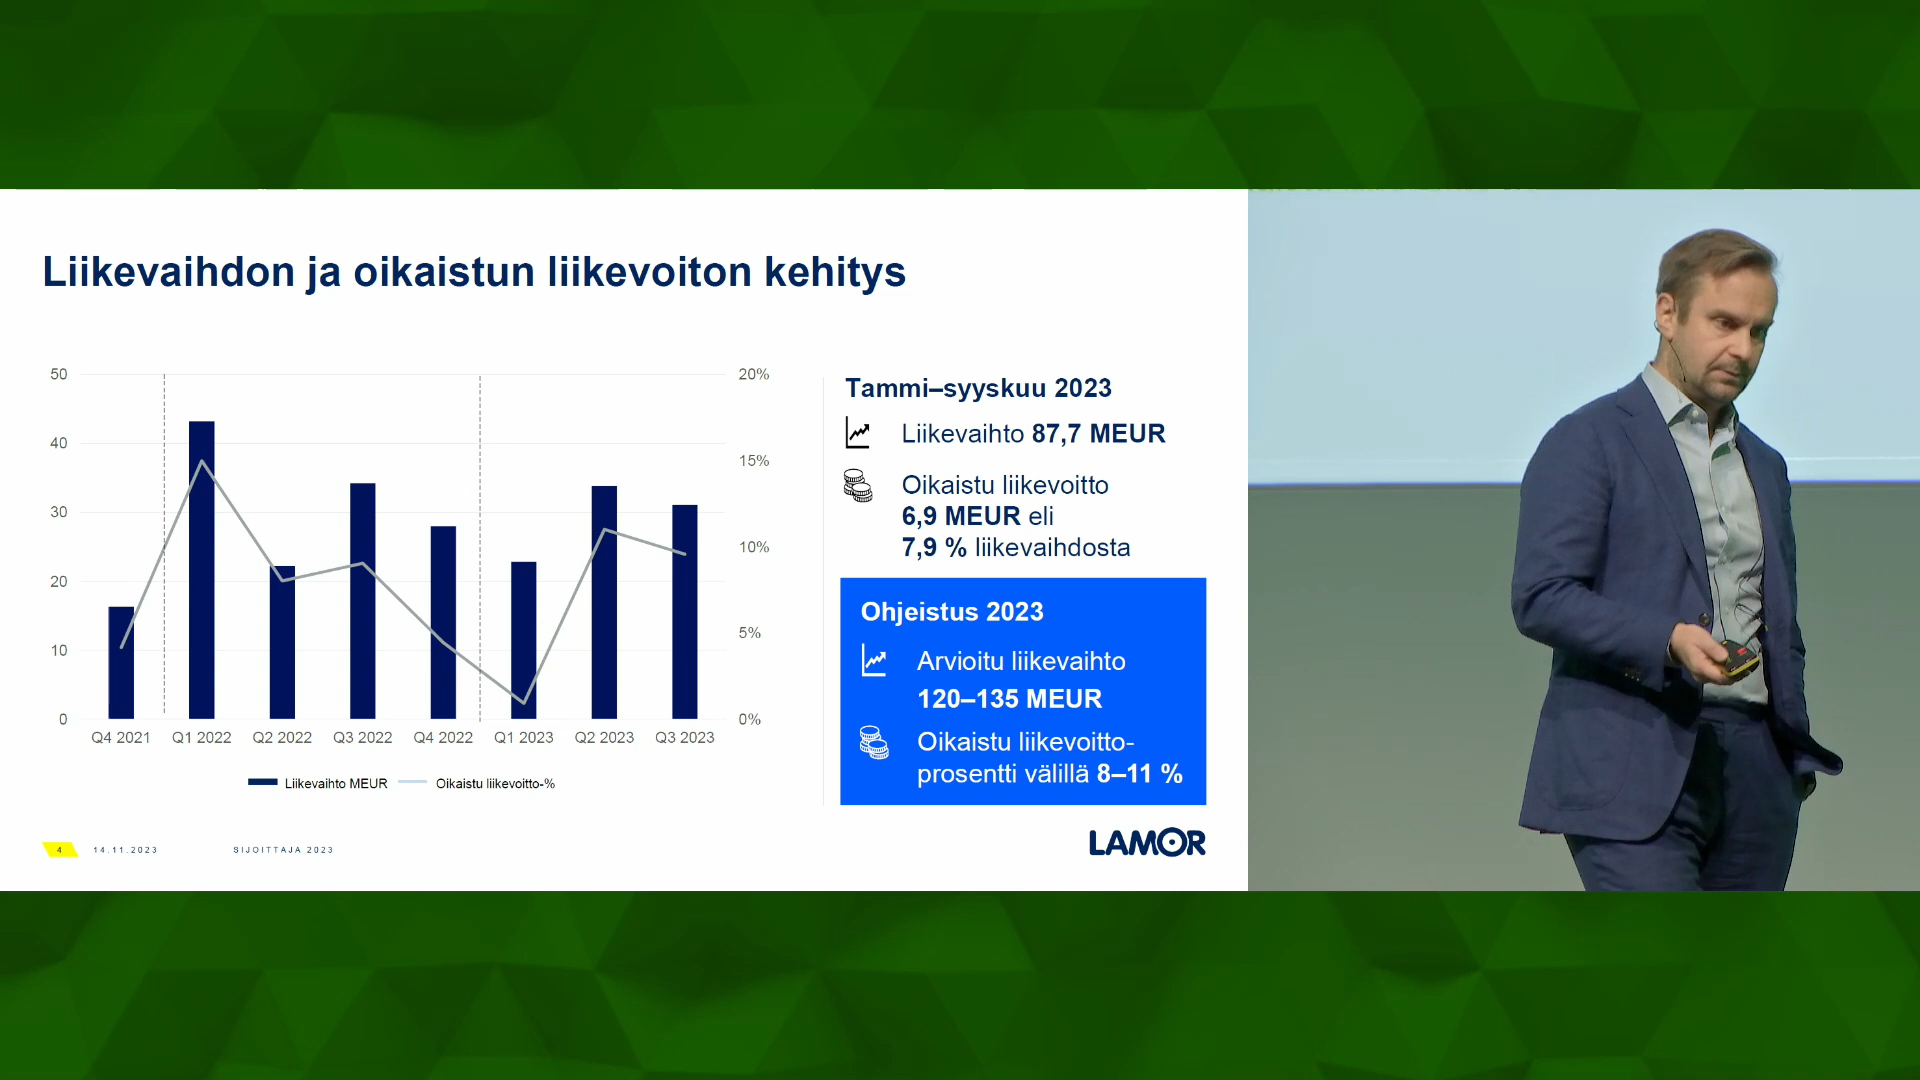 Liikevaihdon ja oikaistun liikevoiton kehitys
50
40
30
20
10
0
20%
15%
10%
5%
0%
Q4 2021 Q1 2022 Q2 2022 Q3 2022 Q4 2022 Q1 2023 Q2 2023 Q3 2023
Liikevaihto MEUR Oikaistu liikevoitto-%
Tammi–syyskuu 2023
Liikevaihto 87,7 MEUR
Oikaistu liikevoitto
6,9 MEUR eli
7,9 % liikevaihdosta
Ohjeistus 2023
Arvioitu liikevaihto
120–135 MEUR
Oikaistu liikevoitto-
prosentti välillä 8–11 %
4 14.11.2023 SIJOITTAJA 2023
LAMOR